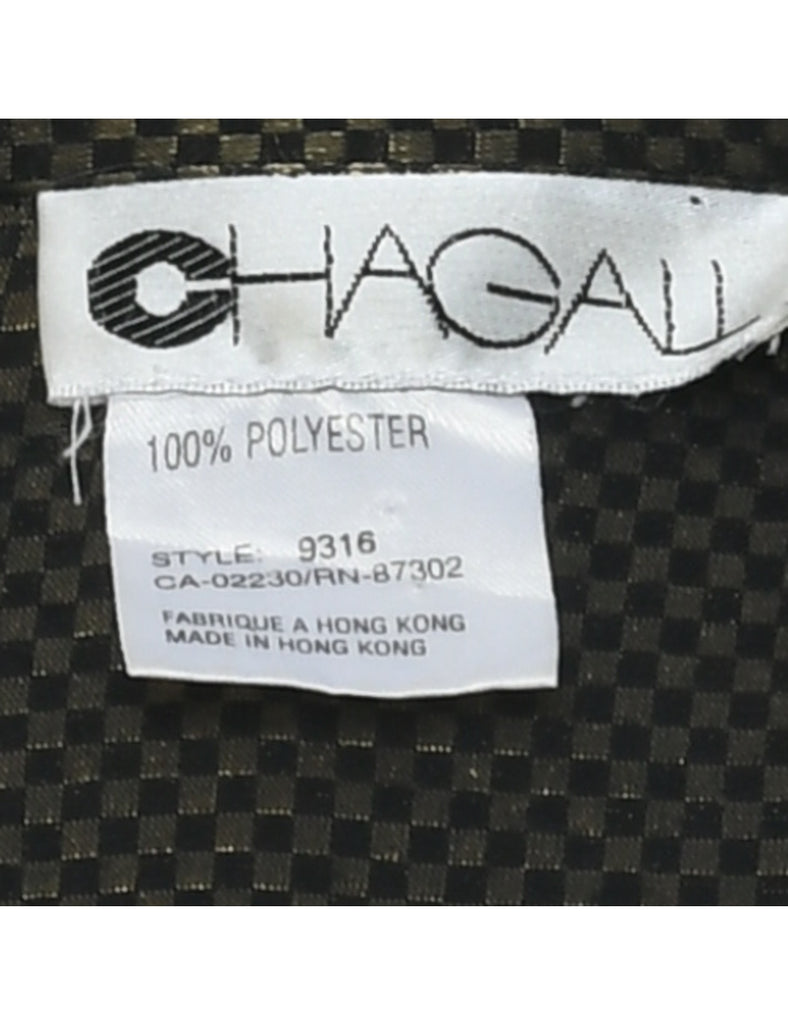 CHAGALL
100% POLYESTER
STYLE: 9316
CA-02230/RN-87302
FABRIQUE A HONG KONG
MADE IN HONG KONG